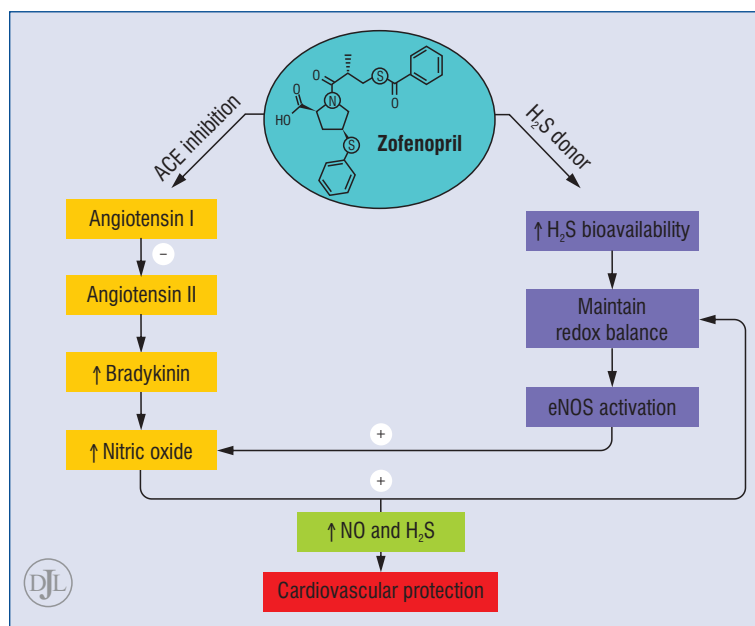 O
S
O
O
N
HO
S
Zofenopril
ACE inhibition
H₂S donor
Angiotensin I
−
Angiotensin II
↑ Bradykinin
↑ Nitric oxide
↑ H₂S bioavailability
Maintain
redox balance
eNOS activation
+
+
↑ NO and H₂S
Cardiovascular protection
DJL